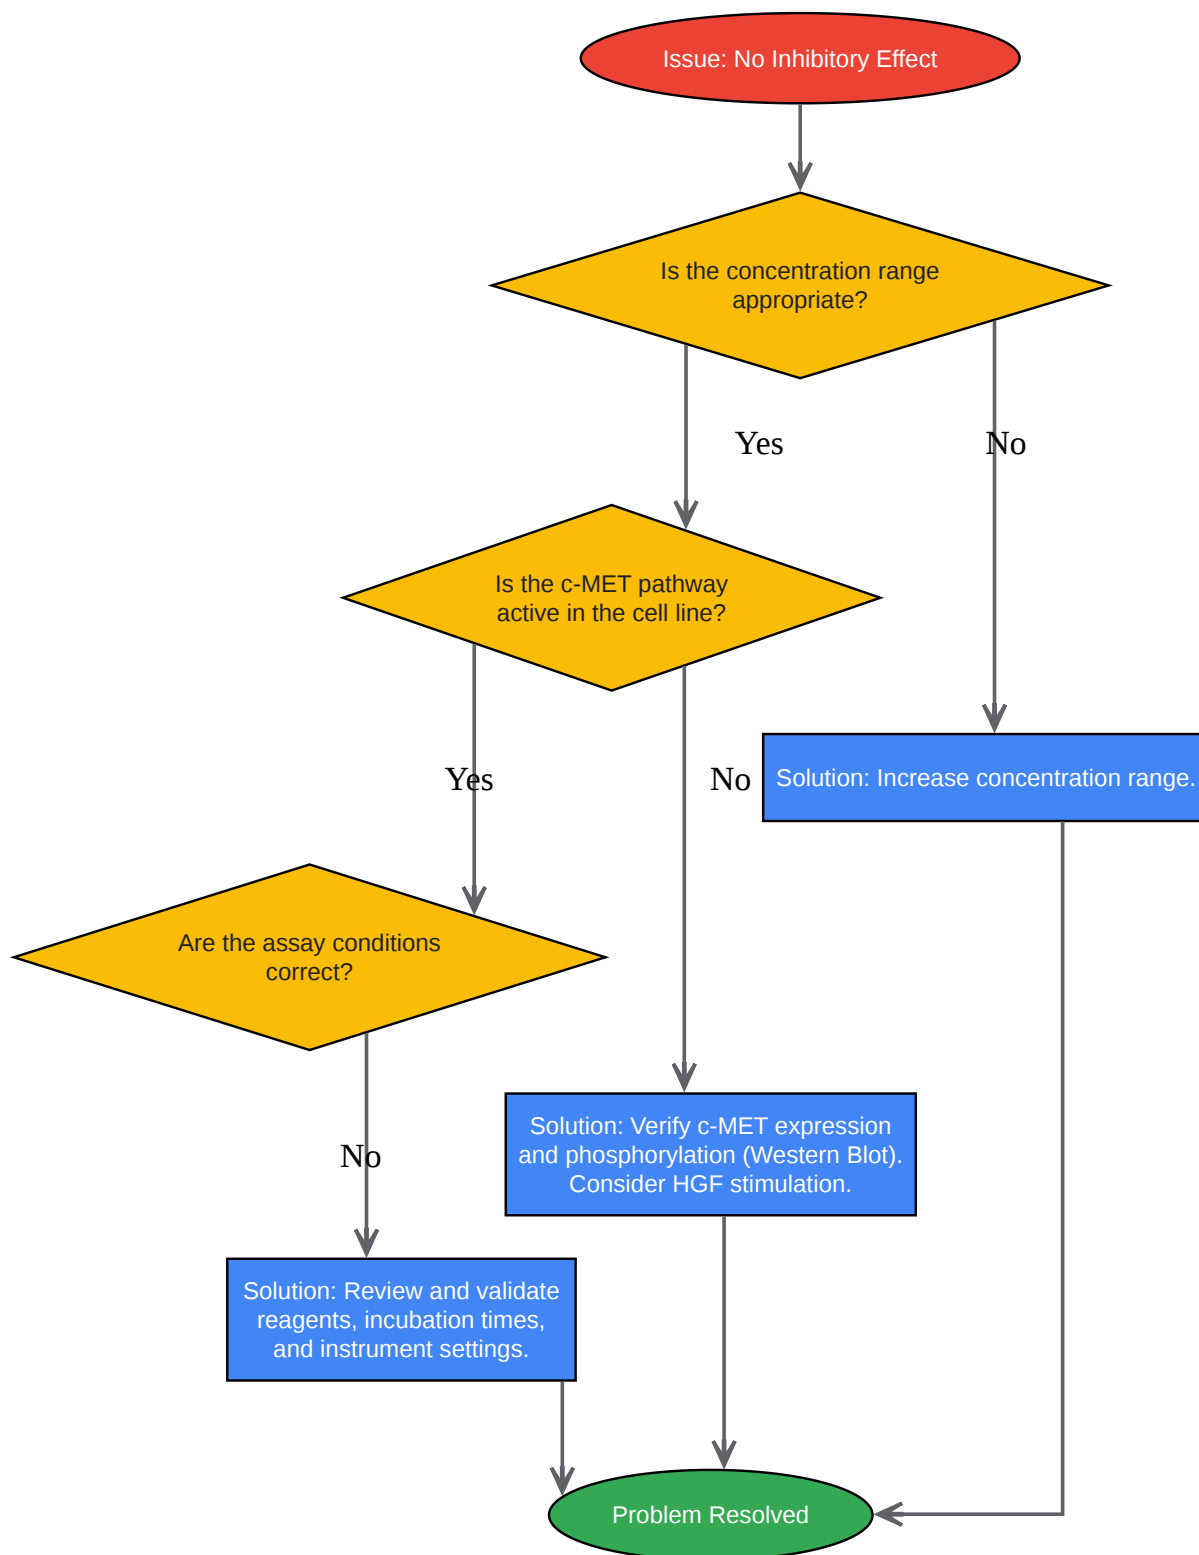 Issue: No Inhibitory Effect
Is the concentration range
appropriate?
Yes
No
Is the c-MET pathway
active in the cell line?
Yes
No
Solution: Increase concentration range.
Are the assay conditions
correct?
No
Solution: Verify c-MET expression
and phosphorylation (Western Blot).
Consider HGF stimulation.
Solution: Review and validate
reagents, incubation times,
and instrument settings.
Problem Resolved